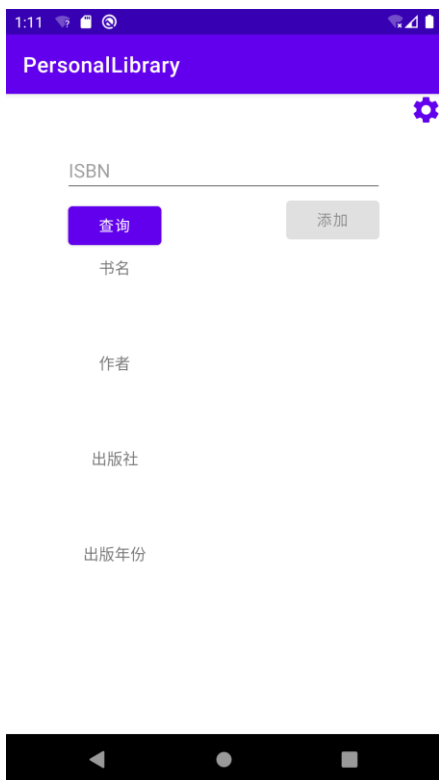 1:11
PersonalLibrary
ISBN
查询
添加
书名
作者
出版社
出版年份